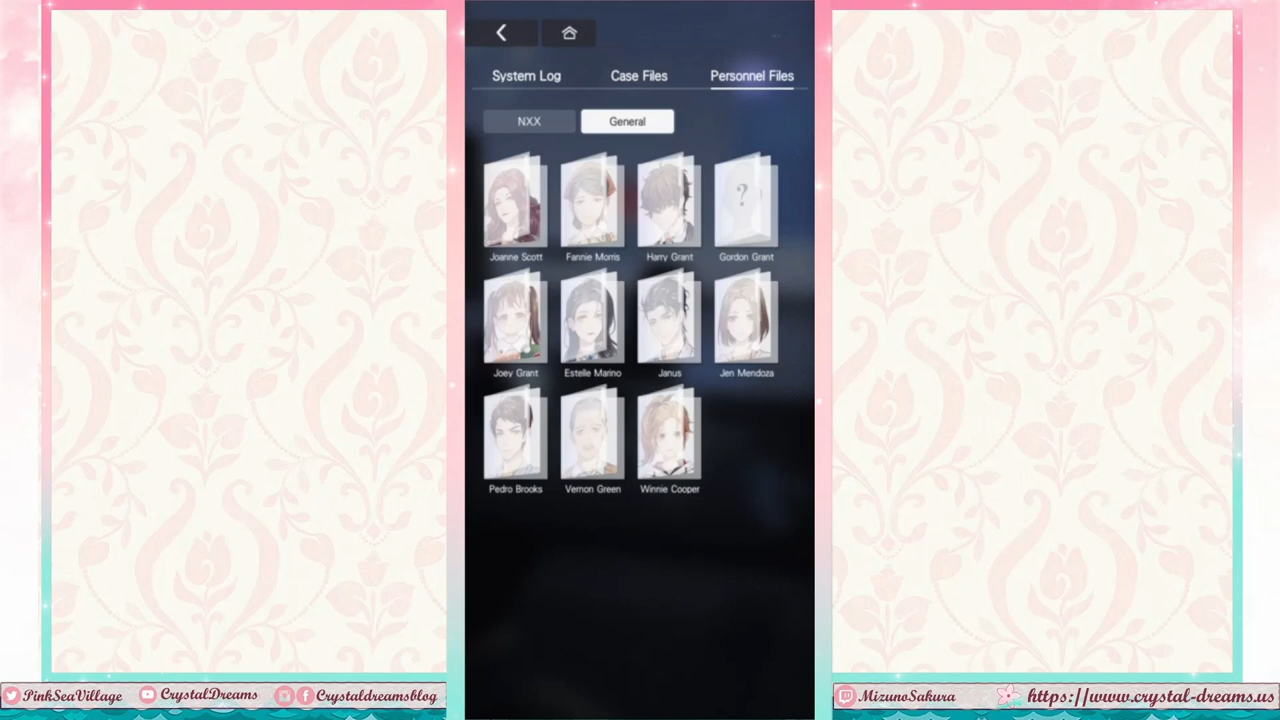 System Log Case Files Personnel Files
NXX General
?
Joanne Scott Fannie Morris Harry Grant Gordon Grant
Joey Grant Estelle Marino Janus Jen Mendoza
Pedro Brooks Vernon Green Winnie Cooper
PinkSeaVillage CrystalDreams Crystaldreamsblog MizunoSakura https://www.crystal-dreams.us